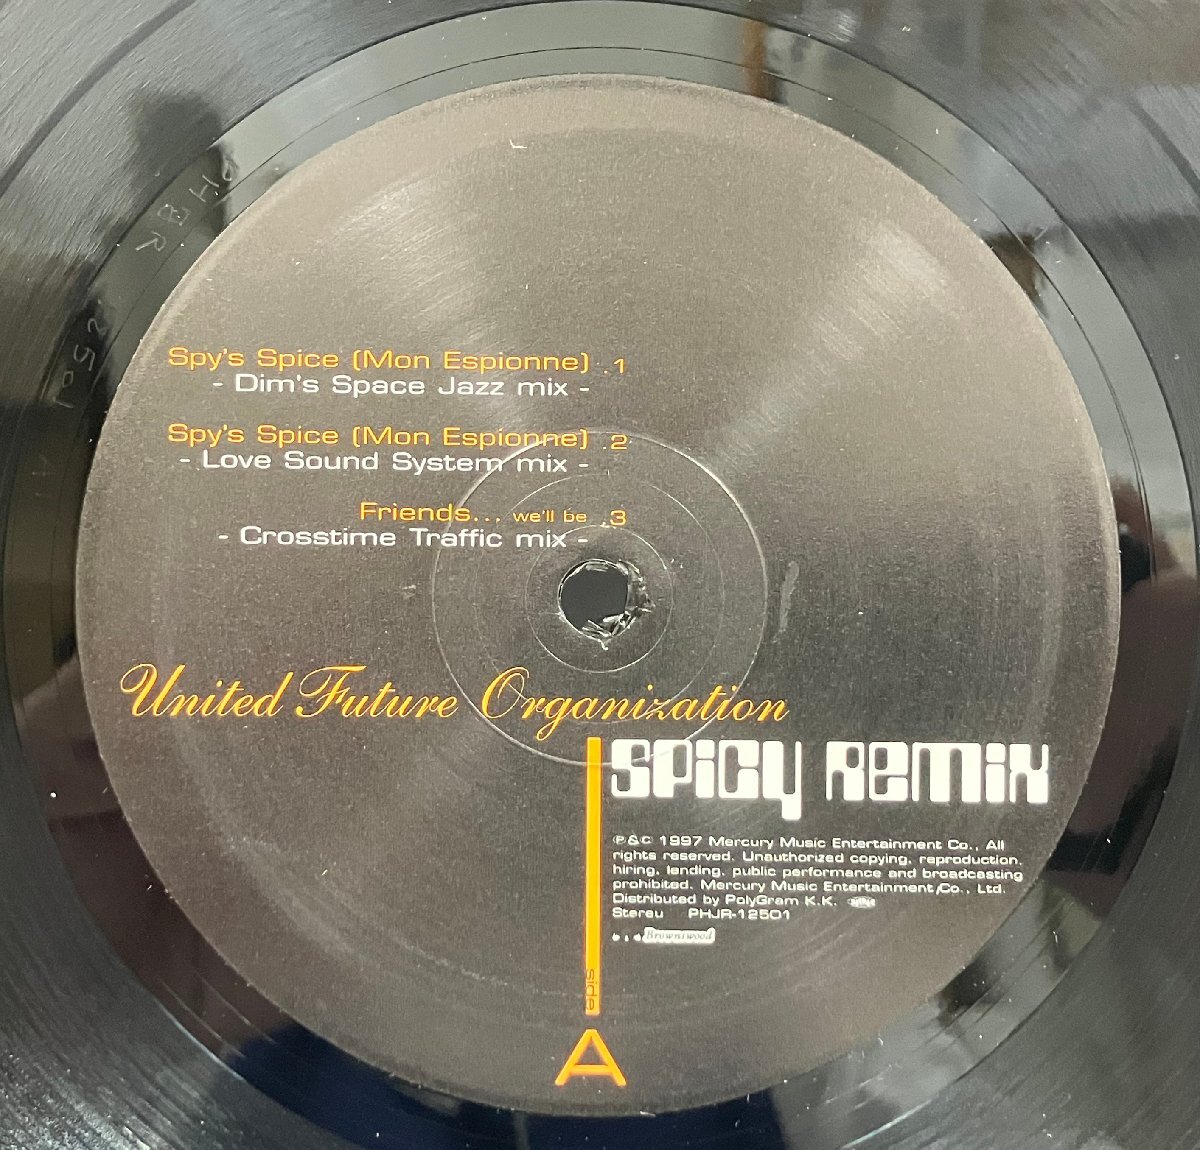 Spy's Spice (Mon Espionne) .1
- Dim's Space Jazz mix -
Spy's Spice (Mon Espionne) .2
- Love Sound System mix -
Friends... we'll be .3
- Crosstime Traffic mix -
United Future Organization
SPiCy REMiX
℗&© 1997 Mercury Music Entertainment Co., All
rights reserved. Unauthorized copying, reproduction,
hiring, lending, public performance and broadcasting
prohibited. Mercury Music Entertainment Co., Ltd.
Distributed by PolyGram K.K.
Stereo PHJR-12501
Brownswood
side
A